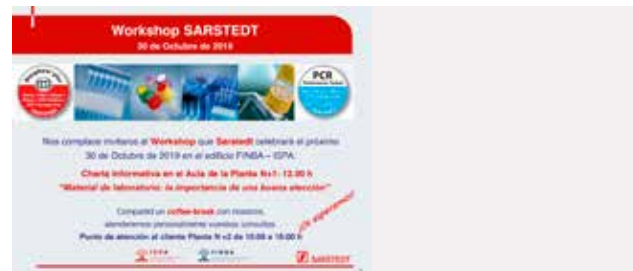 Workshop SARSTEDT
30 de Octubre de 2019
PCR
Nos complace invitaros al Workshop que Sarstedt celebrará el próximo
30 de Octubre de 2019 en el edificio FINBA – ISPA.
Charla informativa en el Aula de la Planta N+1: 12.00 h
"Material de laboratorio: la importancia de una buena elección"
¡Os esperamos!
Compartid un coffee-break con nosotros,
atenderemos personalmente vuestras consultas
Punto de atención al cliente Planta N +2 de 10:00 a 15:00 h
ISPA
FINBA
SARSTEDT